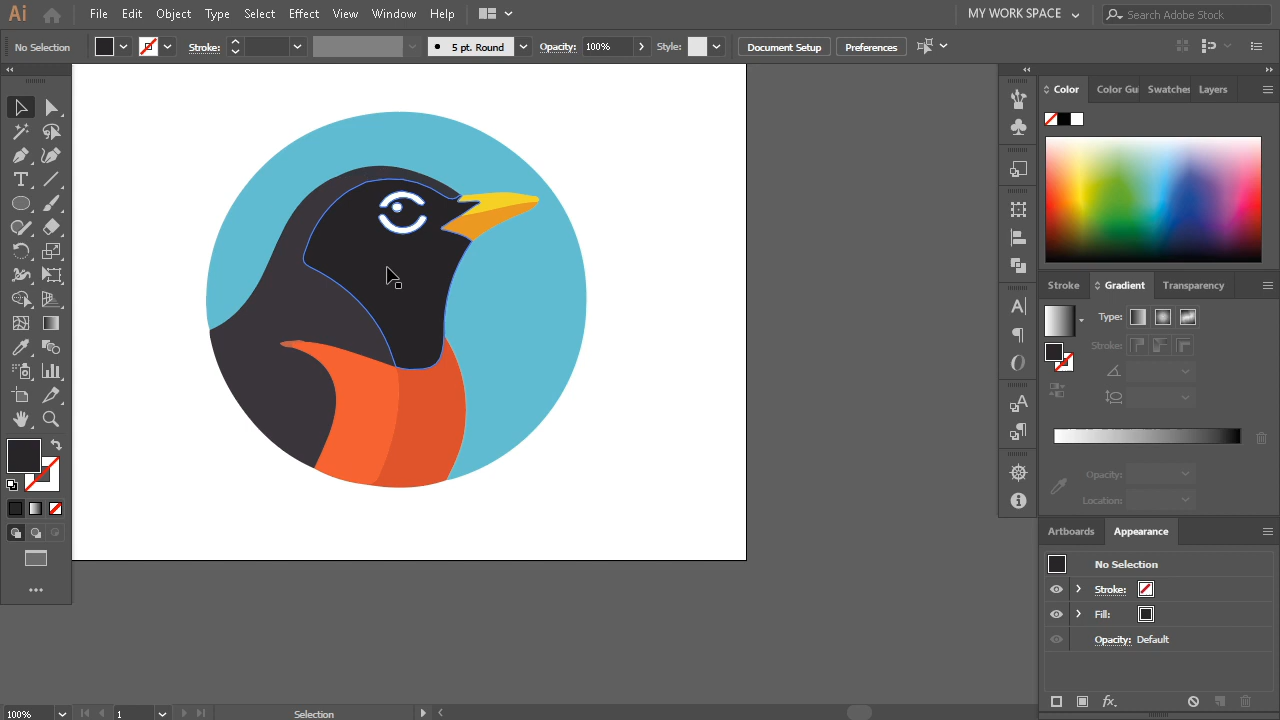 Ai File Edit Object Type Select Effect View Window Help MY WORK SPACE Search Adobe Stock
No Selection Stroke: 5 pt. Round Opacity: 100% Style: Document Setup Preferences
Color Color Gui Swatches Layers
Stroke Gradient Transparency
Type:
Stroke:
Opacity:
Location:
Artboards Appearance
No Selection
Stroke:
Fill:
Opacity: Default
fx.
100% 1 Selection